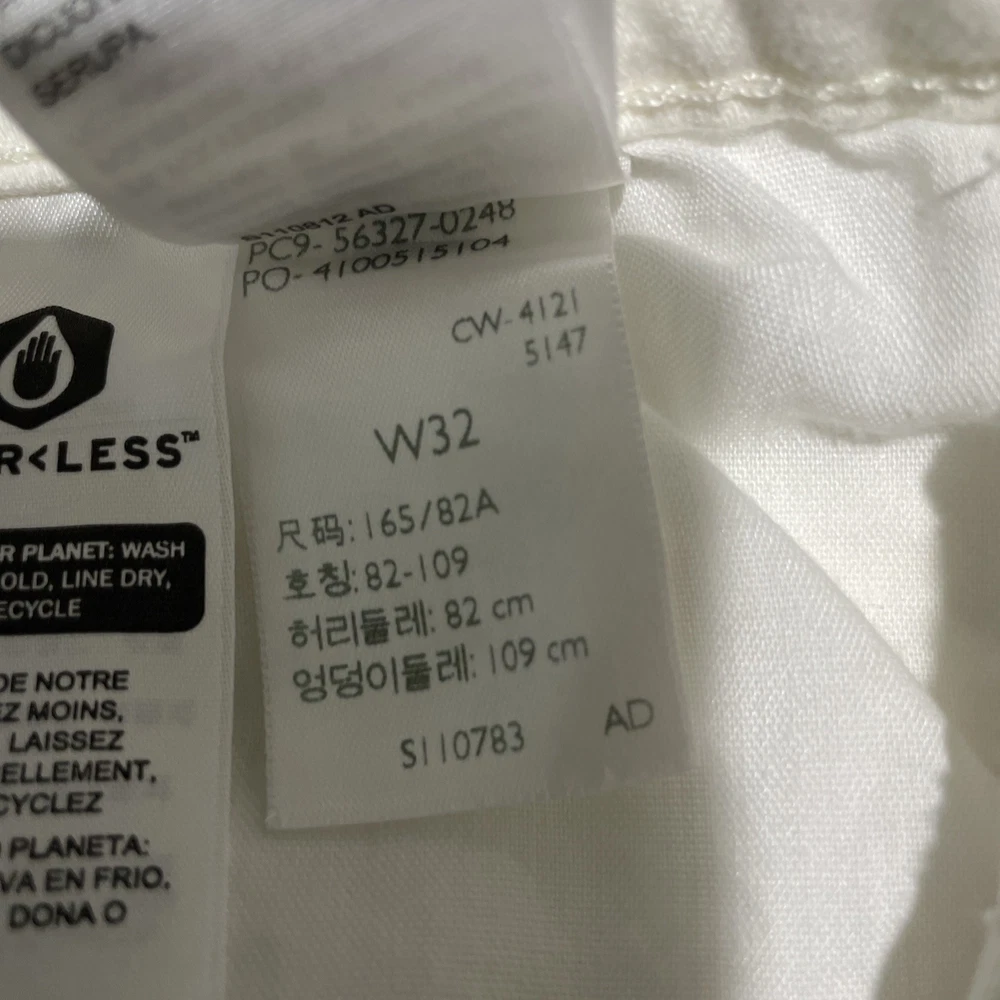 SERUPA
S110812 AD
PC9- 56327-0248
PO- 4100515104
CW- 4121
5147
W32
尺码: 165/82A
호칭: 82-109
허리둘레: 82 cm
엉덩이둘레: 109 cm
S110783 AD
R<LESS™
R PLANET: WASH
OLD, LINE DRY,
ECYCLE
DE NOTRE
EZ MOINS,
LAISSEZ
ELLEMENT,
CYCLEZ
PLANETA:
VA EN FRIO,
DONA O